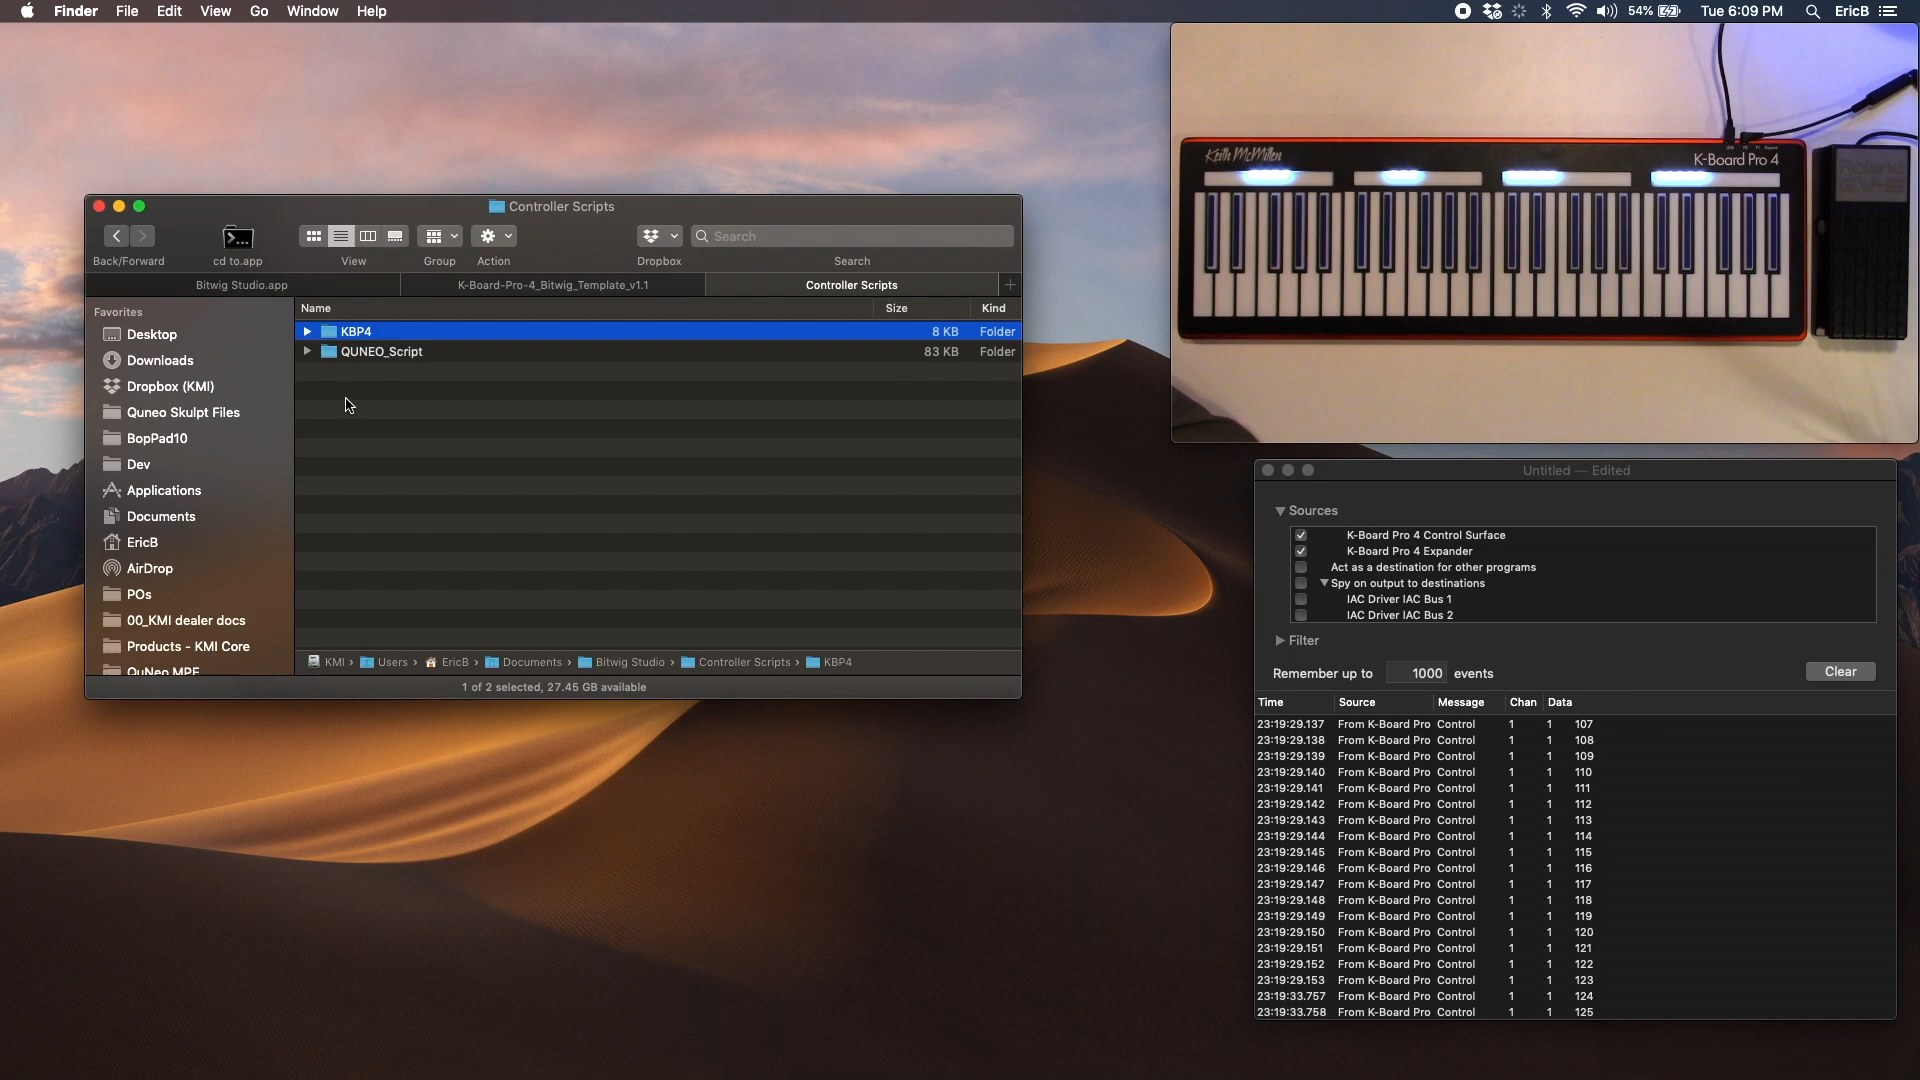 Finder File Edit View Go Window Help
54% Tue 6:09 PM EricB
Controller Scripts
Search
Back/Forward cd to.app View Group Action Dropbox Search
Bitwig Studio.app K-Board-Pro-4_Bitwig_Template_v1.1 Controller Scripts
Favorites
Desktop
Downloads
Dropbox (KMI)
Quneo Skulpt Files
BopPad10
Dev
Applications
Documents
EricB
AirDrop
POs
00_KMI dealer docs
Products - KMI Core
QuNeo MPE
Name Size Kind
KBP4 8 KB Folder
QUNEO_Script 83 KB Folder
KMI › Users › EricB › Documents › Bitwig Studio › Controller Scripts › KBP4
1 of 2 selected, 27.45 GB available
Keith McMillen
K-Board Pro 4
Roland
EV-5
Untitled — Edited
Sources
K-Board Pro 4 Control Surface
K-Board Pro 4 Expander
Act as a destination for other programs
Spy on output to destinations
IAC Driver IAC Bus 1
IAC Driver IAC Bus 2
Filter
Remember up to 1000 events Clear
Time Source Message Chan Data
23:19:29.137 From K-Board Pro Control 1 1 107
23:19:29.138 From K-Board Pro Control 1 1 108
23:19:29.139 From K-Board Pro Control 1 1 109
23:19:29.140 From K-Board Pro Control 1 1 110
23:19:29.141 From K-Board Pro Control 1 1 111
23:19:29.142 From K-Board Pro Control 1 1 112
23:19:29.143 From K-Board Pro Control 1 1 113
23:19:29.144 From K-Board Pro Control 1 1 114
23:19:29.145 From K-Board Pro Control 1 1 115
23:19:29.146 From K-Board Pro Control 1 1 116
23:19:29.147 From K-Board Pro Control 1 1 117
23:19:29.148 From K-Board Pro Control 1 1 118
23:19:29.149 From K-Board Pro Control 1 1 119
23:19:29.150 From K-Board Pro Control 1 1 120
23:19:29.151 From K-Board Pro Control 1 1 121
23:19:29.152 From K-Board Pro Control 1 1 122
23:19:29.153 From K-Board Pro Control 1 1 123
23:19:33.757 From K-Board Pro Control 1 1 124
23:19:33.758 From K-Board Pro Control 1 1 125